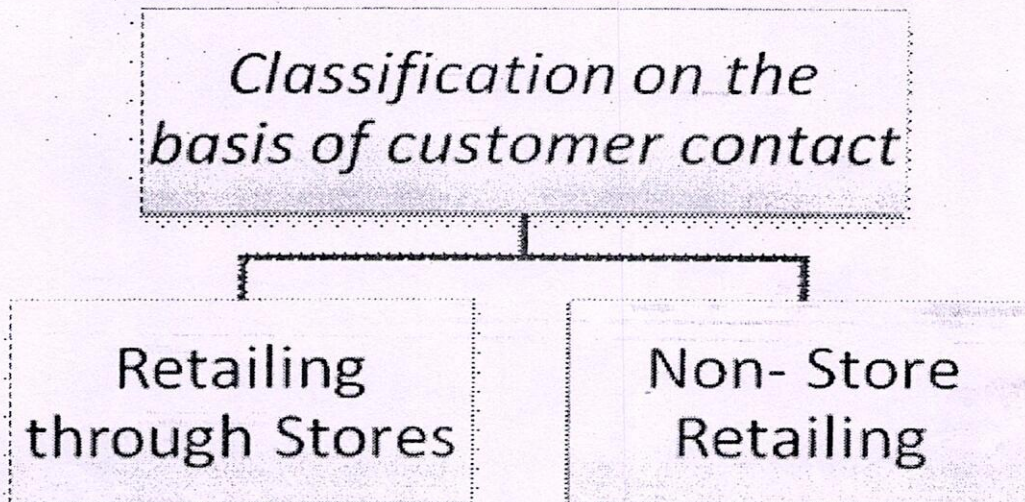 Classification on the
basis of customer contact
Retailing
through Stores
Non- Store
Retailing